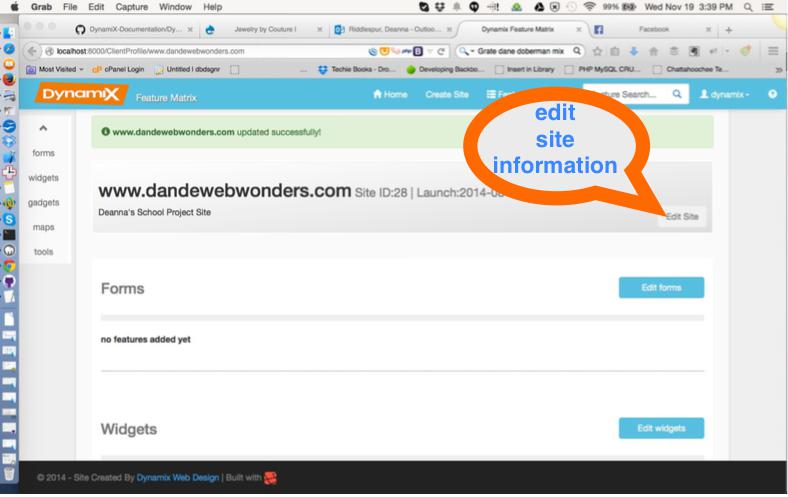 Grab File Edit Capture Window Help 99% Wed Nov 19 3:39 PM
DynamiX-Documentation/Dy... Jewelry by Couture I Riddlespur, Deanna - Outloo... Dynamix Feature Matrix Facebook
localhost:8000/ClientProfile/www.dandewebwonders.com Grate dane doberman mix
Most Visited cPanel Login Untitled I dbdsgnr ... Techie Books - Dro... Developing Backbo... Insert in Library PHP MySQL CRU... Chattahoochee Te...
DynamiX Feature Matrix Home Create Site Feature Search... dynamix
edit
site
information
www.dandewebwonders.com updated successfully!
forms
widgets
gadgets
maps
tools
www.dandewebwonders.com Site ID:28 | Launch:2014-0
Deanna's School Project Site
Edit Site
Forms Edit forms
no features added yet
Widgets Edit widgets
© 2014 - Site Created By Dynamix Web Design | Built with